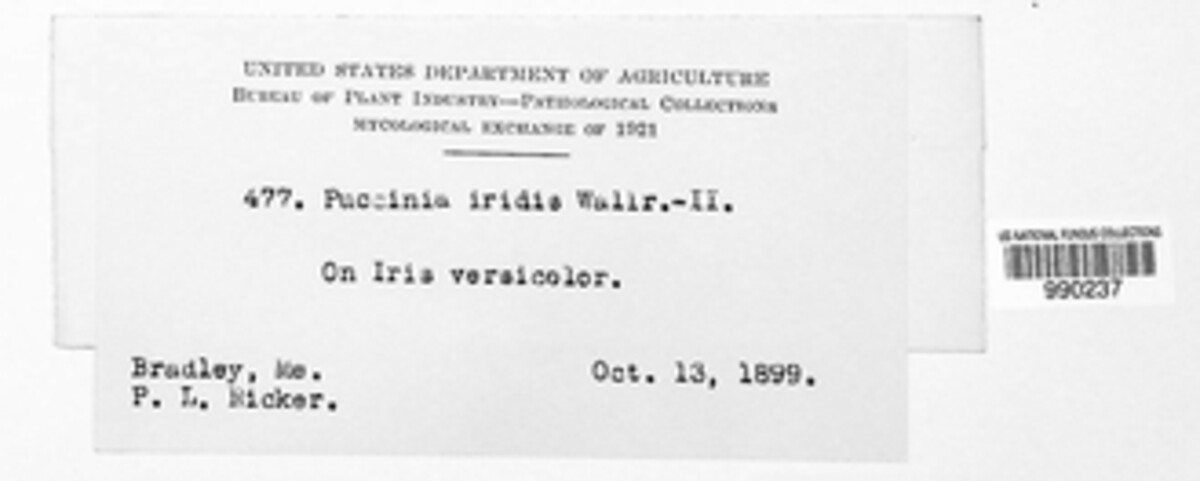 UNITED STATES DEPARTMENT OF AGRICULTURE
BUREAU OF PLANT INDUSTRY—PATHOLOGICAL COLLECTIONS
MYCOLOGICAL EXCHANGE OF 1921
477. Puccinia iridis Wallr.-II.
On Iris versicolor.
Bradley, Me.
Oct. 13, 1899.
P. L. Ricker.
US NATIONAL FUNGUS COLLECTIONS
990237